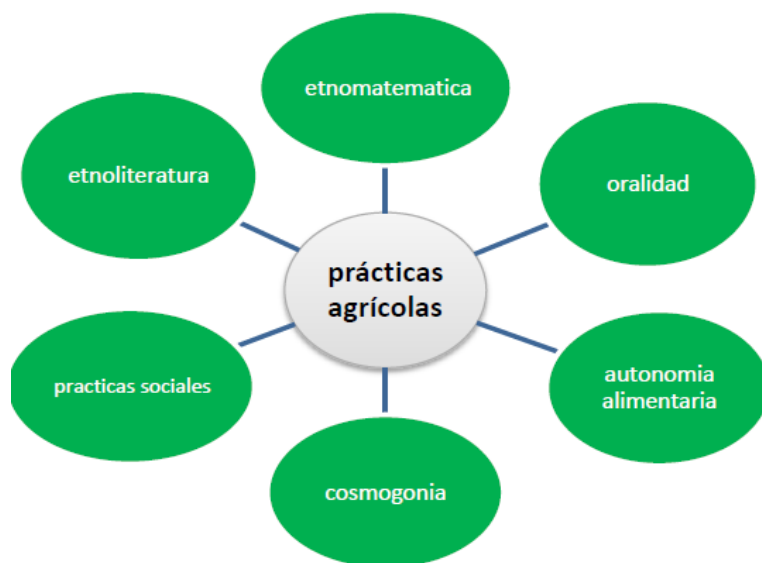 etnomatematica
etnoliteratura
oralidad
prácticas
agrícolas
practicas sociales
autonomia
alimentaria
cosmogonia